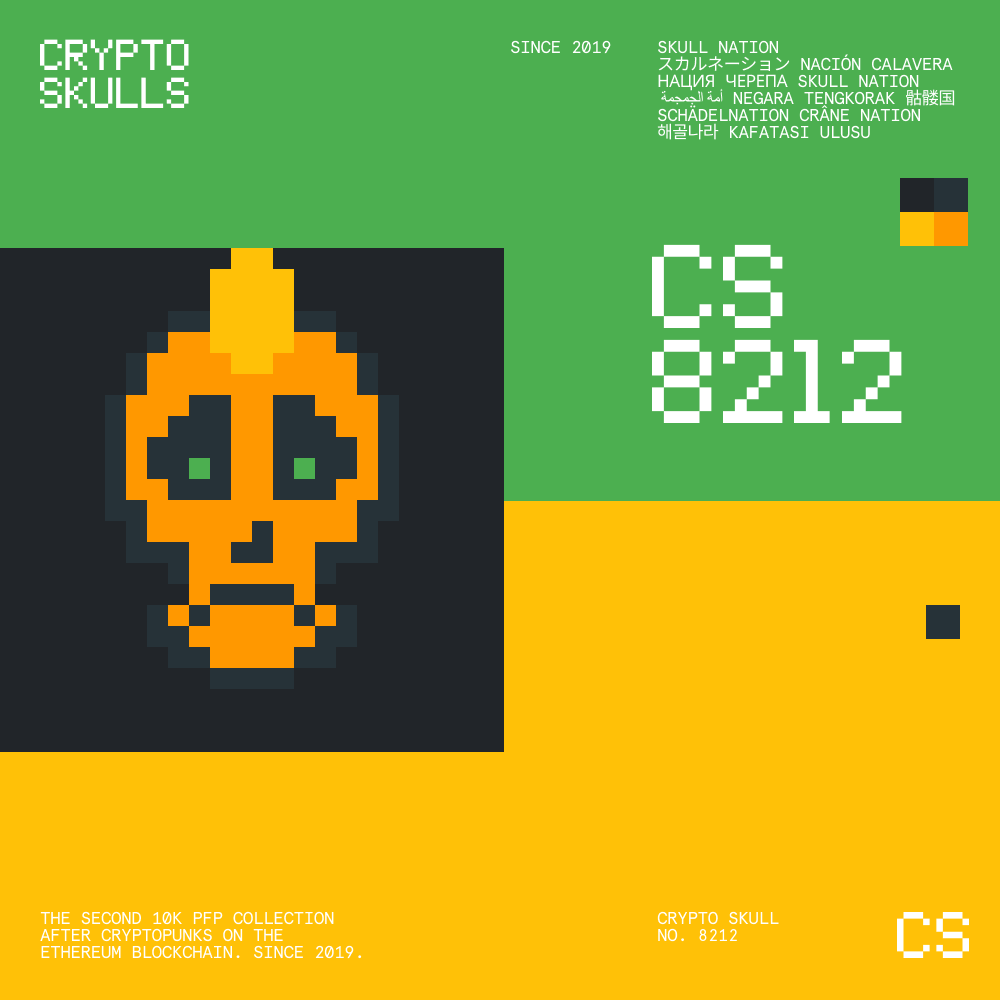 CRYPTO
SKULLS
SINCE 2019
SKULL NATION
スカルネーション NACIÓN CALAVERA
НАЦИЯ ЧЕРЕПА SKULL NATION
أمة الجمجمة NEGARA TENGKORAK 骷髅国
SCHÄDELNATION CRÂNE NATION
해골나라 KAFATASI ULUSU
CS
8212
THE SECOND 10K PFP COLLECTION
AFTER CRYPTOPUNKS ON THE
ETHEREUM BLOCKCHAIN. SINCE 2019.
CRYPTO SKULL
NO. 8212
CS